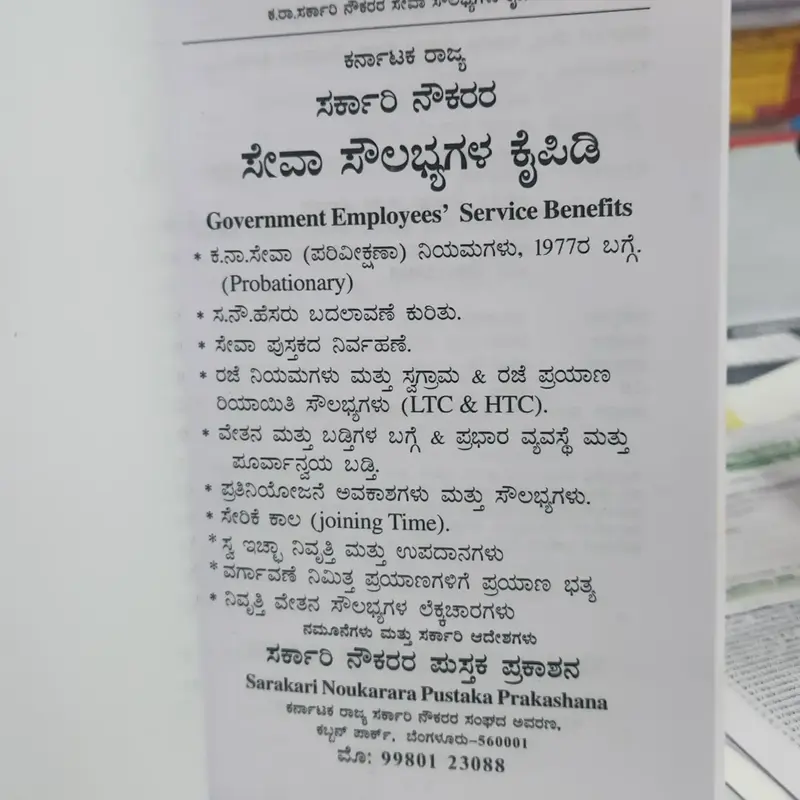 ಕ.ರಾ.ಸರ್ಕಾರಿ ನೌಕರರ ಸೇವಾ ಸೌಲಭ್ಯಗಳ
ಕರ್ನಾಟಕ ರಾಜ್ಯ
ಸರ್ಕಾರಿ ನೌಕರರ
ಸೇವಾ ಸೌಲಭ್ಯಗಳ ಕೈಪಿಡಿ
Government Employees' Service Benefits
* ಕ.ನಾ.ಸೇವಾ (ಪರಿವೀಕ್ಷಣಾ) ನಿಯಮಗಳು, 1977ರ ಬಗ್ಗೆ.
(Probationary)
* ಸ.ನೌ.ಹೆಸರು ಬದಲಾವಣೆ ಕುರಿತು.
* ಸೇವಾ ಪುಸ್ತಕದ ನಿರ್ವಹಣೆ.
* ರಜೆ ನಿಯಮಗಳು ಮತ್ತು ಸ್ವಗ್ರಾಮ & ರಜೆ ಪ್ರಯಾಣ
ರಿಯಾಯಿತಿ ಸೌಲಭ್ಯಗಳು (LTC & HTC).
* ವೇತನ ಮತ್ತು ಬಡ್ತಿಗಳ ಬಗ್ಗೆ & ಪ್ರಭಾರ ವ್ಯವಸ್ಥೆ ಮತ್ತು
ಪೂರ್ವಾನ್ವಯ ಬಡ್ತಿ.
* ಪ್ರತಿನಿಯೋಜನೆ ಅವಕಾಶಗಳು ಮತ್ತು ಸೌಲಭ್ಯಗಳು.
* ಸೇರಿಕೆ ಕಾಲ (joining Time).
* ಸ್ವ ಇಚ್ಛಾ ನಿವೃತ್ತಿ ಮತ್ತು ಉಪದಾನಗಳು
* ವರ್ಗಾವಣೆ ನಿಮಿತ್ತ ಪ್ರಯಾಣಗಳಿಗೆ ಪ್ರಯಾಣ ಭತ್ಯ
* ನಿವೃತ್ತಿ ವೇತನ ಸೌಲಭ್ಯಗಳ ಲೆಕ್ಕಚಾರಗಳು
ನಮೂನೆಗಳು ಮತ್ತು ಸರ್ಕಾರಿ ಆದೇಶಗಳು
ಸರ್ಕಾರಿ ನೌಕರರ ಪುಸ್ತಕ ಪ್ರಕಾಶನ
Sarakari Noukarara Pustaka Prakashana
ಕರ್ನಾಟಕ ರಾಜ್ಯ ಸರ್ಕಾರಿ ನೌಕರರ ಸಂಘದ ಆವರಣ,
ಕಬ್ಬನ್ ಪಾರ್ಕ್, ಬೆಂಗಳೂರು-560001
ಮೊ: 99801 23088